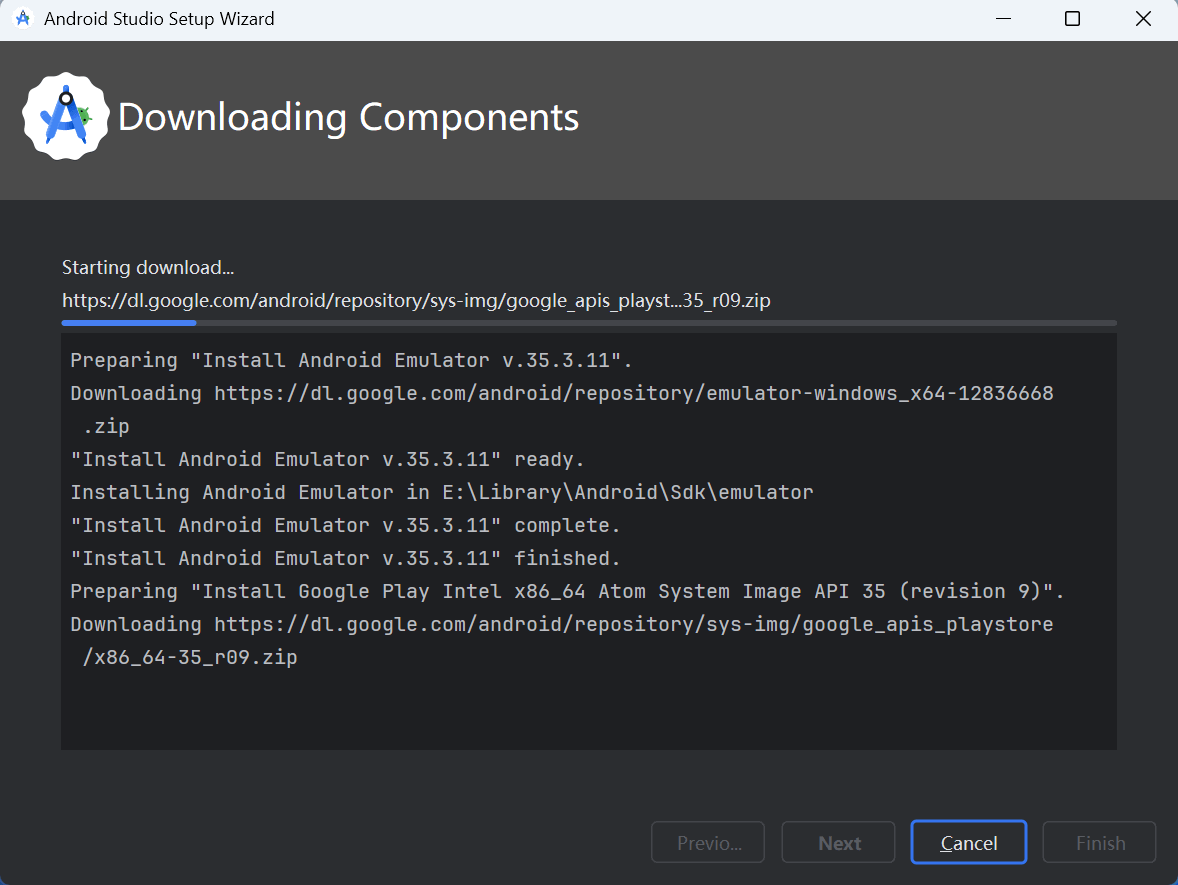 Android Studio Setup Wizard
Downloading Components
Starting download...
https://dl.google.com/android/repository/sys-img/google_apis_playst...35_r09.zip
Preparing "Install Android Emulator v.35.3.11".
Downloading https://dl.google.com/android/repository/emulator-windows_x64-12836668
.zip
"Install Android Emulator v.35.3.11" ready.
Installing Android Emulator in E:\Library\Android\Sdk\emulator
"Install Android Emulator v.35.3.11" complete.
"Install Android Emulator v.35.3.11" finished.
Preparing "Install Google Play Intel x86_64 Atom System Image API 35 (revision 9)".
Downloading https://dl.google.com/android/repository/sys-img/google_apis_playstore
/x86_64-35_r09.zip
Previo... Next Cancel Finish